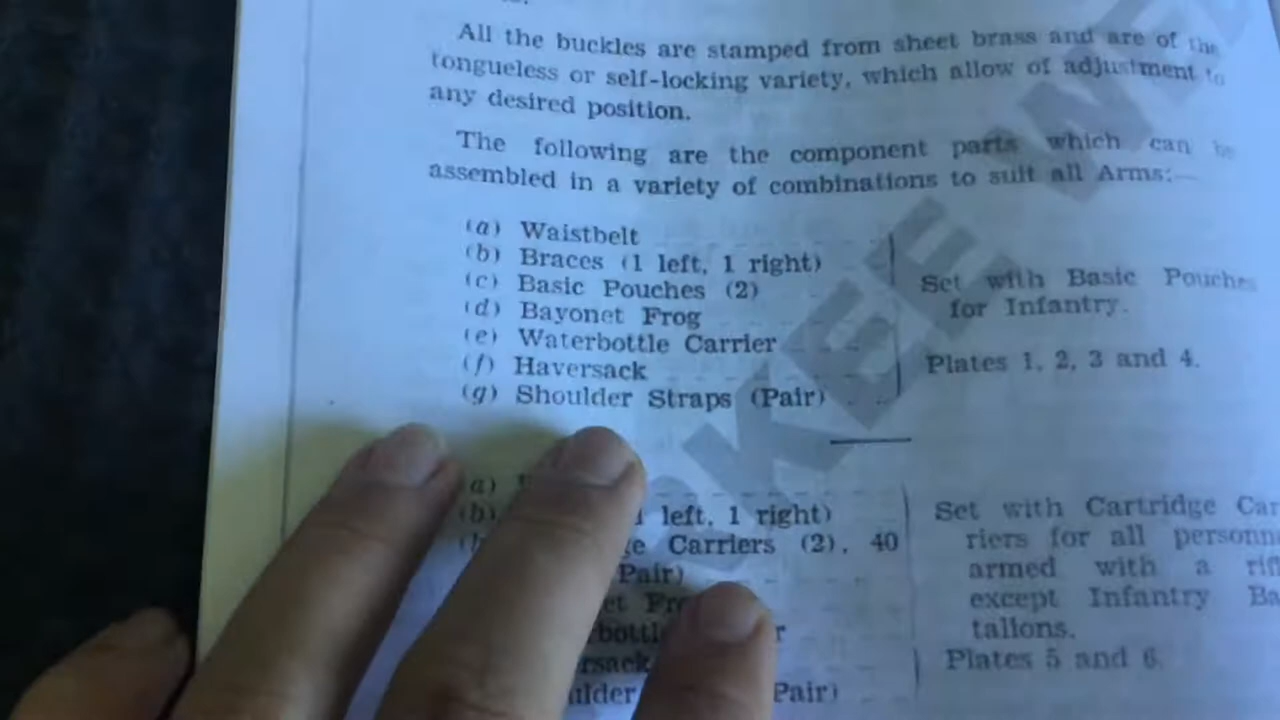 All the buckles are stamped from sheet brass and are of the
tongueless or self-locking variety, which allow of adjustment to
any desired position.
The following are the component parts which can be
assembled in a variety of combinations to suit all Arms:—
(a) Waistbelt
(b) Braces (1 left, 1 right)
(c) Basic Pouches (2)
(d) Bayonet Frog
(e) Waterbottle Carrier
(f) Haversack
(g) Shoulder Straps (Pair)
Set with Basic Pouches
for Infantry.
Plates 1, 2, 3 and 4.
(a)
(b) left, 1 right)
Carriers (2), 40
Pair)
Pair)
Set with Cartridge Car
riers for all personne
armed with a rif
except Infantry Ba
talions.
Plates 5 and 6.